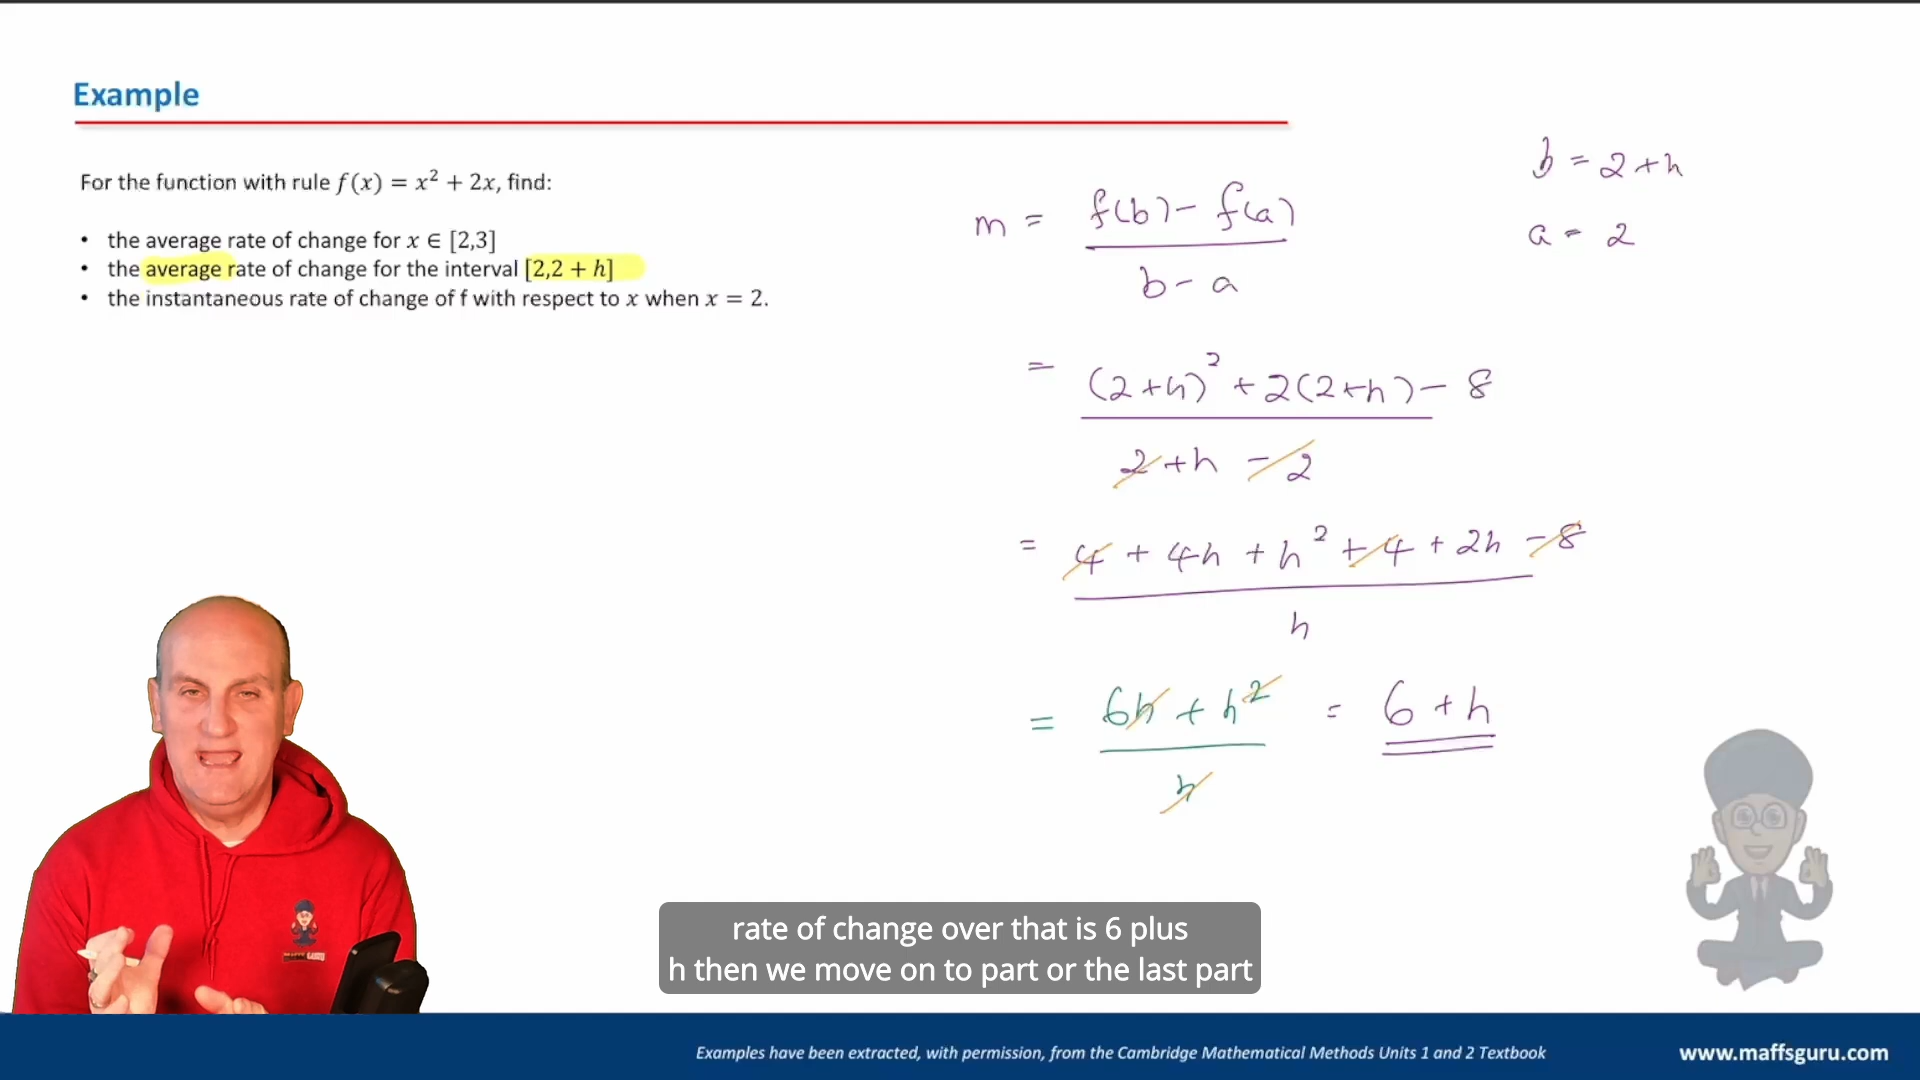 Example
For the function with rule f(x) = x² + 2x, find:
• the average rate of change for x ∈ [2,3]
• the average rate of change for the interval [2,2 + h]
• the instantaneous rate of change of f with respect to x when x = 2.
b = 2 + h
a = 2
m = f(b) - f(a)
b - a
= (2+h)² + 2(2+h) - 8
2 + h - 2
= 4 + 4h + h² + 4 + 2h - 8
h
= 6h + h² = 6 + h
h
rate of change over that is 6 plus
h then we move on to part or the last part
Examples have been extracted, with permission, from the Cambridge Mathematical Methods Units 1 and 2 Textbook
www.maffsguru.com